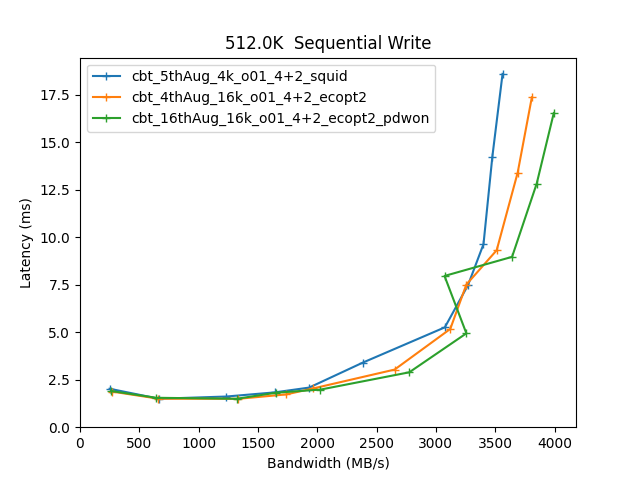 512.0K  Sequential Write
cbt_5thAug_4k_o01_4+2_squid
cbt_4thAug_16k_o01_4+2_ecopt2
cbt_16thAug_16k_o01_4+2_ecopt2_pdwon
17.5
15.0
12.5
10.0
7.5
5.0
2.5
0.0
Latency (ms)
0 500 1000 1500 2000 2500 3000 3500 4000
Bandwidth (MB/s)